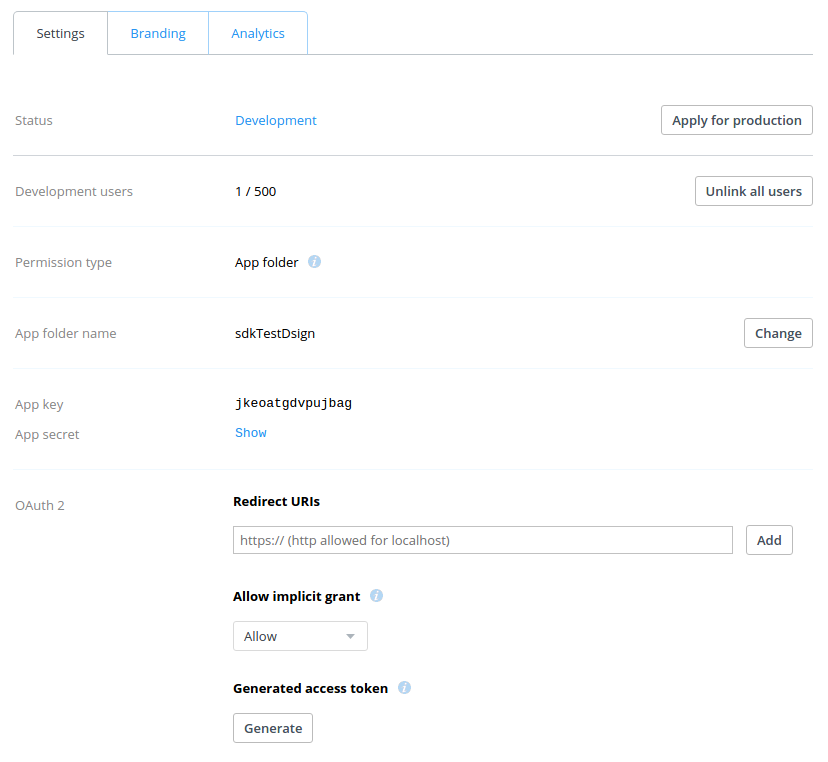 Settings Branding Analytics
Status Development Apply for production
Development users 1 / 500 Unlink all users
Permission type App folder i
App folder name sdkTestDsign Change
App key jkeoatgdvpujbag
App secret Show
OAuth 2 Redirect URIs
https:// (http allowed for localhost) Add
Allow implicit grant i
Allow
Generated access token i
Generate